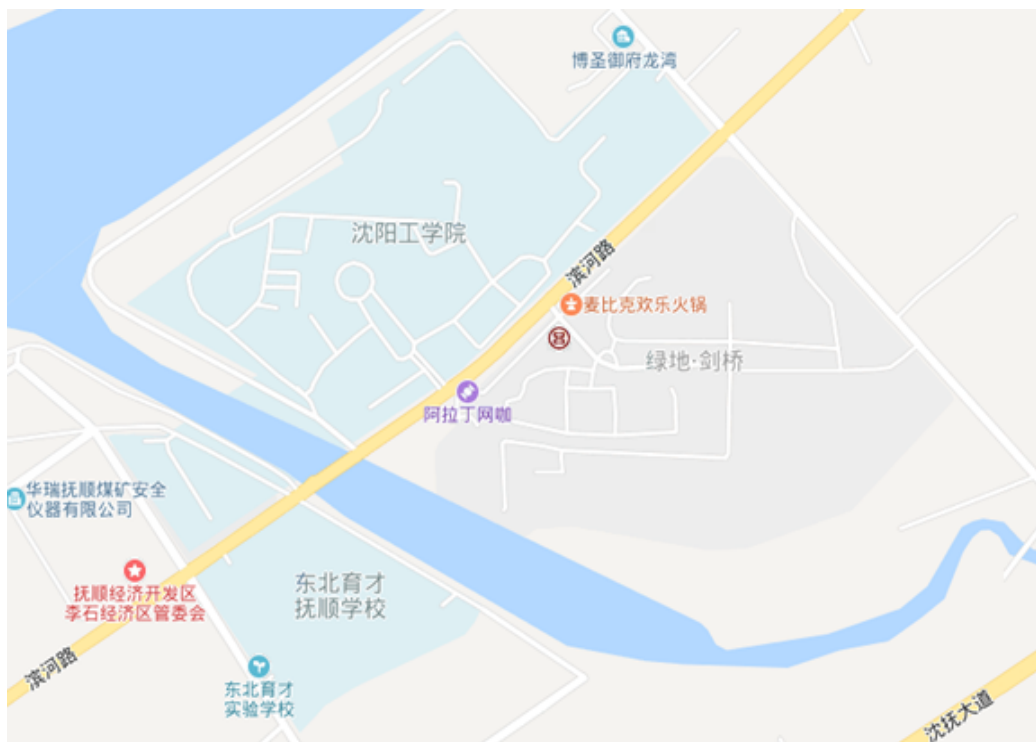 博圣御府龙湾
沈阳工学院
滨河路
麦比克欢乐火锅
绿地·剑桥
阿拉丁网咖
华瑞抚顺煤矿安全
仪器有限公司
抚顺经济开发区
李石经济区管委会
东北育才
抚顺学校
滨河路
东北育才
实验学校
沈抚大道